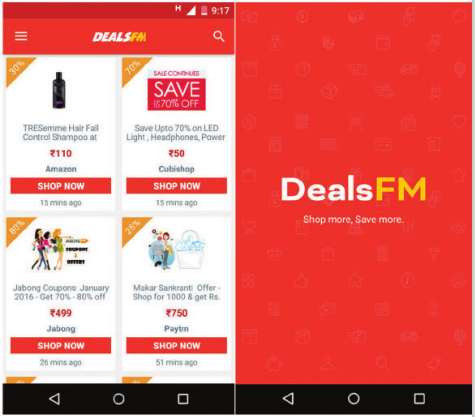 H 9:17
DEALSFM
30%
70%
SALE CONTINUES
SAVE
70% OFF
TRESemme Hair Fall
Control Shampoo at
Save Upto 70% on LED
Light , Headphones, Power
₹110
₹50
Amazon
Cubishop
SHOP NOW
SHOP NOW
15 mins ago
15 mins ago
80%
25%
COUPONS
&
OFFERS
Jabong Coupons: January
2016 - Get 70% - 80% off
Makar Sankranti Offer -
Shop for 1000 & get Rs.
₹499
₹750
Jabong
Paytm
SHOP NOW
SHOP NOW
26 mins ago
51 mins ago
DealsFM
Shop more, Save more.